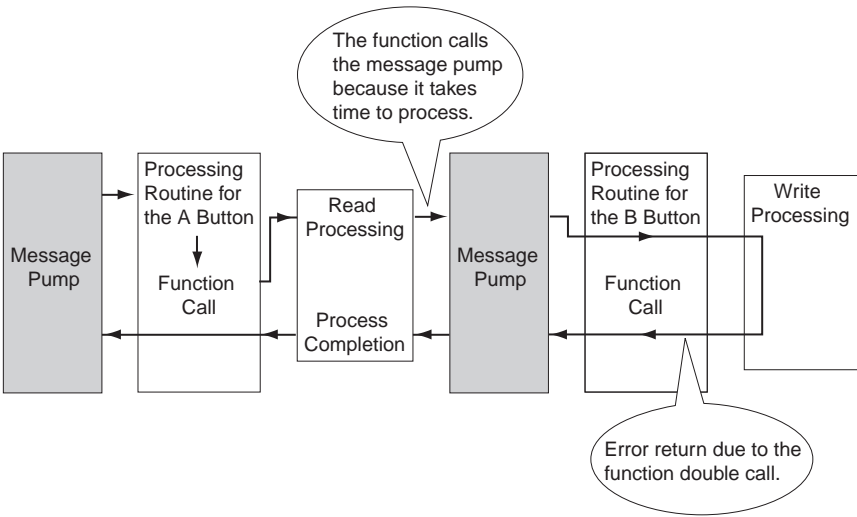 The function calls
the message pump
because it takes
time to process.
Message
Pump
Processing
Routine for
the A Button
Function
Call
Read
Processing
Process
Completion
Message
Pump
Processing
Routine for
the B Button
Function
Call
Write
Processing
Error return due to the
function double call.